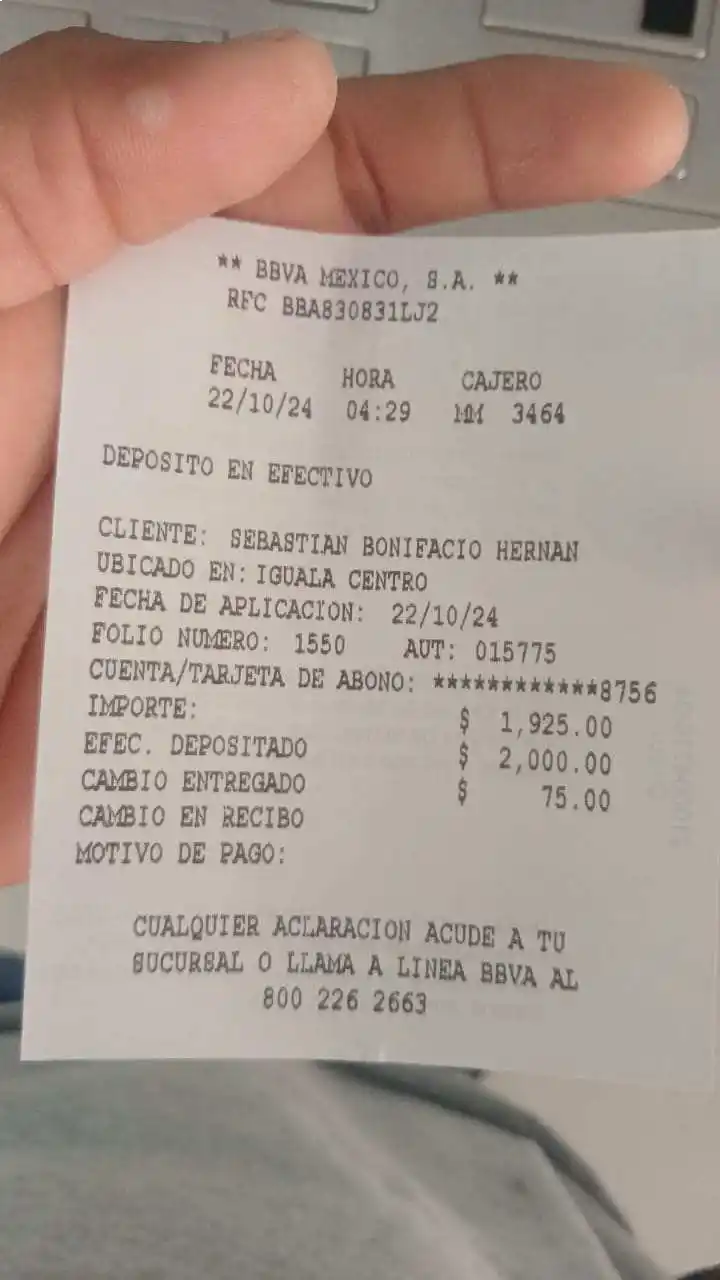 ** BBVA MEXICO, S.A. **
RFC BBA830831LJ2
FECHA HORA CAJERO
22/10/24 04:29 MM 3464
DEPOSITO EN EFECTIVO
CLIENTE: SEBASTIAN BONIFACIO HERNAN
UBICADO EN: IGUALA CENTRO
FECHA DE APLICACION: 22/10/24
FOLIO NUMERO: 1550 AUT: 015775
CUENTA/TARJETA DE ABONO: ************8756
IMPORTE: $ 1,925.00
EFEC. DEPOSITADO $ 2,000.00
CAMBIO ENTREGADO $ 75.00
CAMBIO EN RECIBO
MOTIVO DE PAGO:
CUALQUIER ACLARACION ACUDE A TU
SUCURSAL O LLAMA A LINEA BBVA AL
800 226 2663